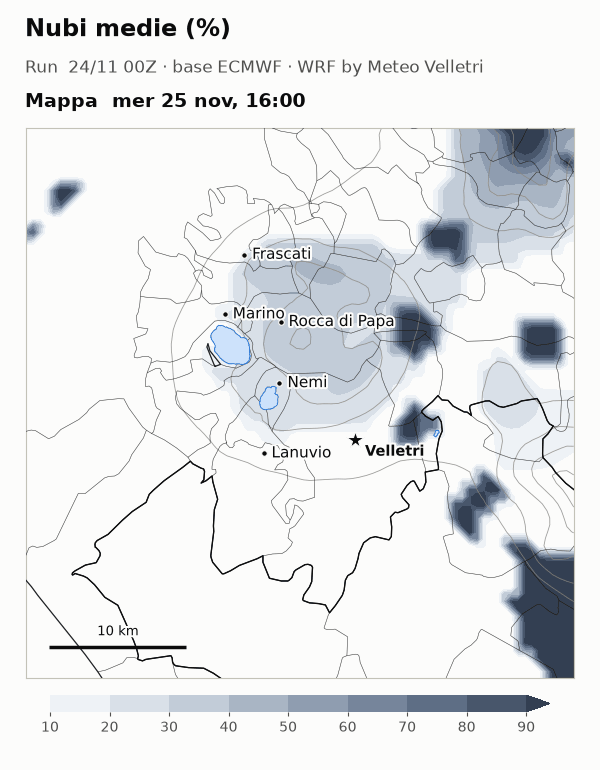 Nubi medie (%)
Run  24/11 00Z · base ECMWF · WRF by Meteo Velletri
Mappa  mer 25 nov, 16:00
Frascati
Marino
Rocca di Papa
Nemi
Velletri
Lanuvio
10 km
10 20 30 40 50 60 70 80 90